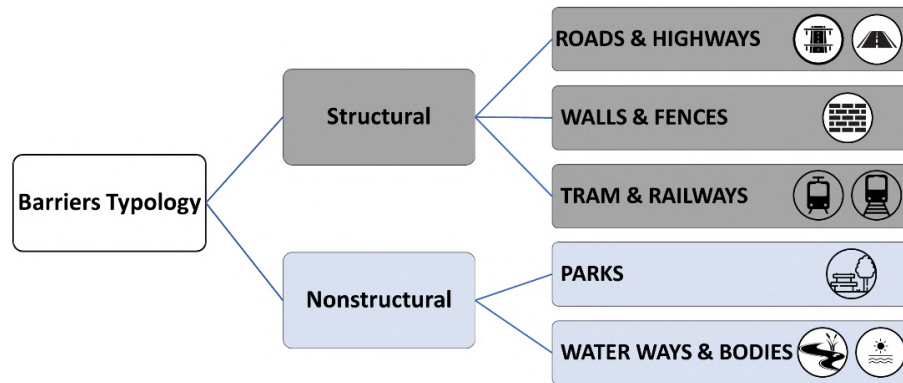 Barriers Typology
Structural
ROADS & HIGHWAYS
WALLS & FENCES
TRAM & RAILWAYS
Nonstructural
PARKS
WATER WAYS & BODIES